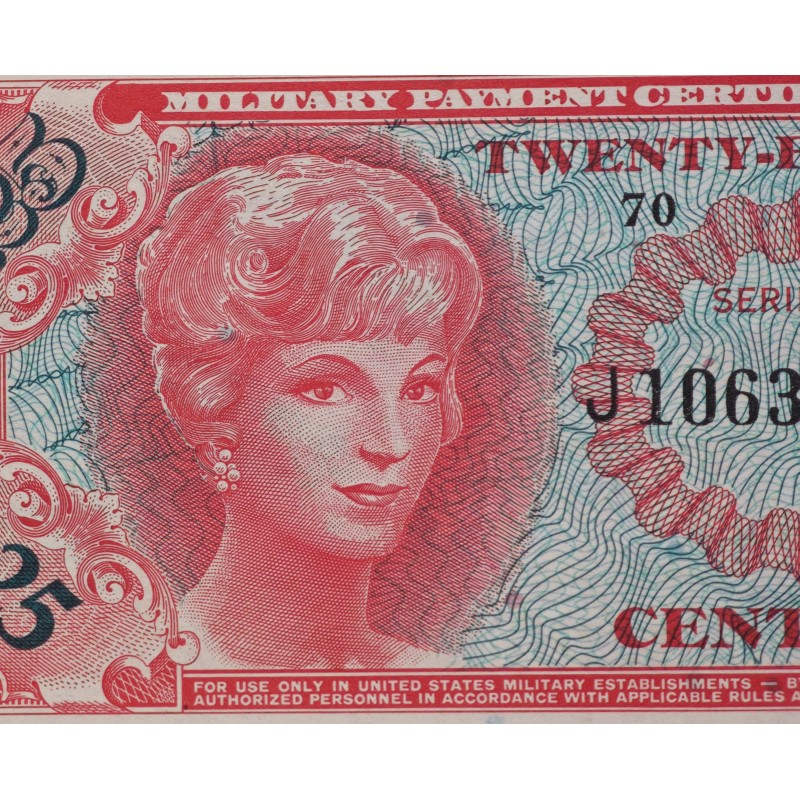 MILITARY PAYMENT CERTI
TWENTY-
70
SERI
J1063
25
CENT
FOR USE ONLY IN UNITED STATES MILITARY ESTABLISHMENTS — B
AUTHORIZED PERSONNEL IN ACCORDANCE WITH APPLICABLE RULES A